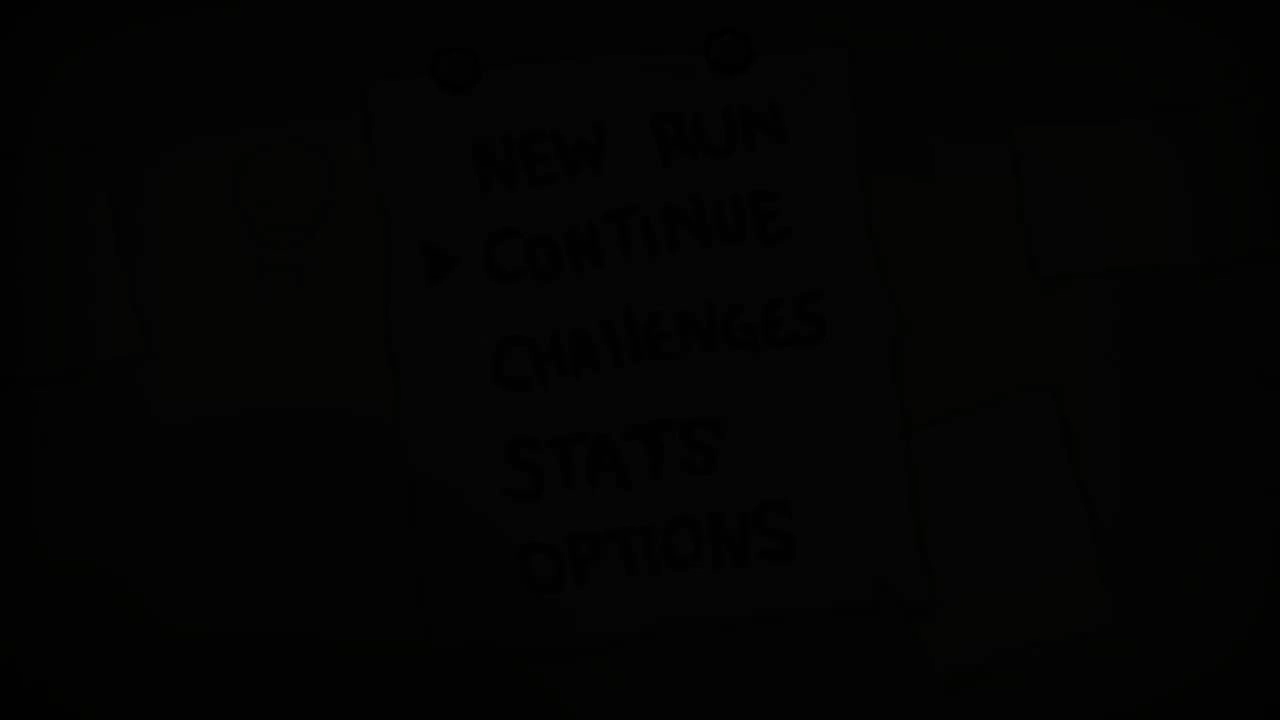 NEW RUN
CONTINUE
CHALLENGES
STATS
OPTIONS